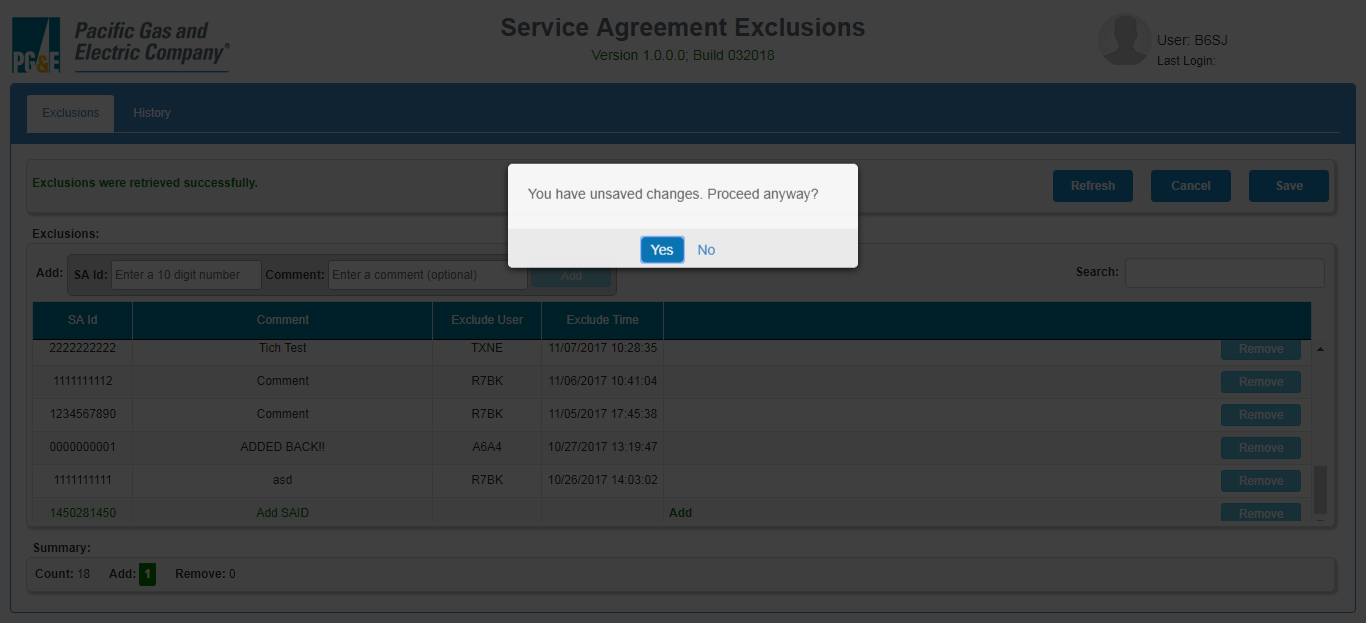 Pacific Gas and
Electric Company®
PG&E
Service Agreement Exclusions
Version 1.0.0.0; Build 032018
User: B6SJ
Last Login:
Exclusions History
Exclusions were retrieved successfully.
Refresh Cancel Save
You have unsaved changes. Proceed anyway?
Yes No
Exclusions:
Add: SA Id: Enter a 10 digit number Comment: Enter a comment (optional) Add Search:
SA Id Comment Exclude User Exclude Time
2222222222 Tich Test TXNE 11/07/2017 10:28:35 Remove
1111111112 Comment R7BK 11/06/2017 10:41:04 Remove
1234567890 Comment R7BK 11/05/2017 17:45:38 Remove
0000000001 ADDED BACK!! A6A4 10/27/2017 13:19:47 Remove
1111111111 asd R7BK 10/26/2017 14:03:02 Remove
1450281450 Add SAID Add Remove
Summary:
Count: 18 Add: 1 Remove: 0